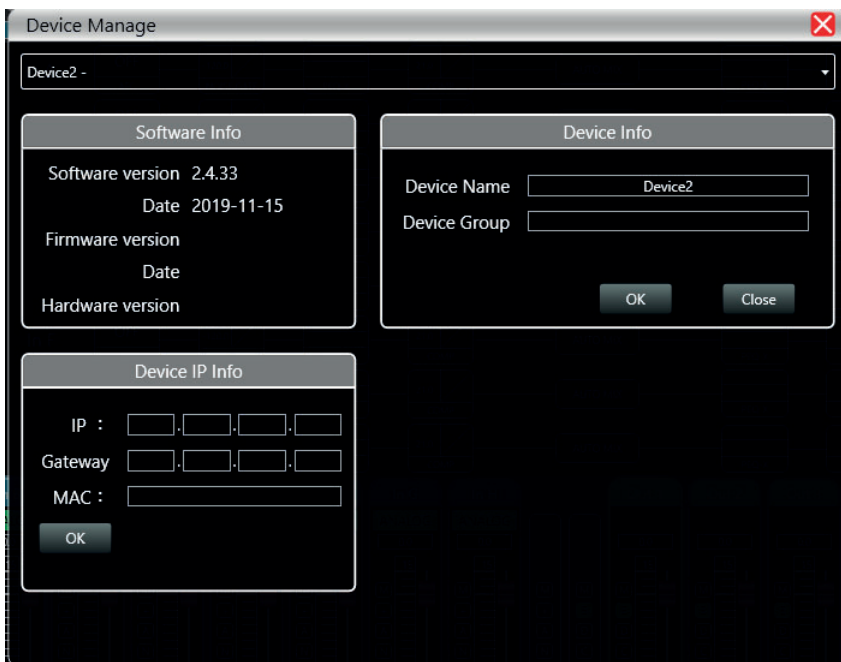 Device Manage
Device2 -
Software Info
Software version 2.4.33
Date 2019-11-15
Firmware version
Date
Hardware version
Device Info
Device Name Device2
Device Group
OK Close
Device IP Info
IP : . . .
Gateway . . .
MAC :
OK